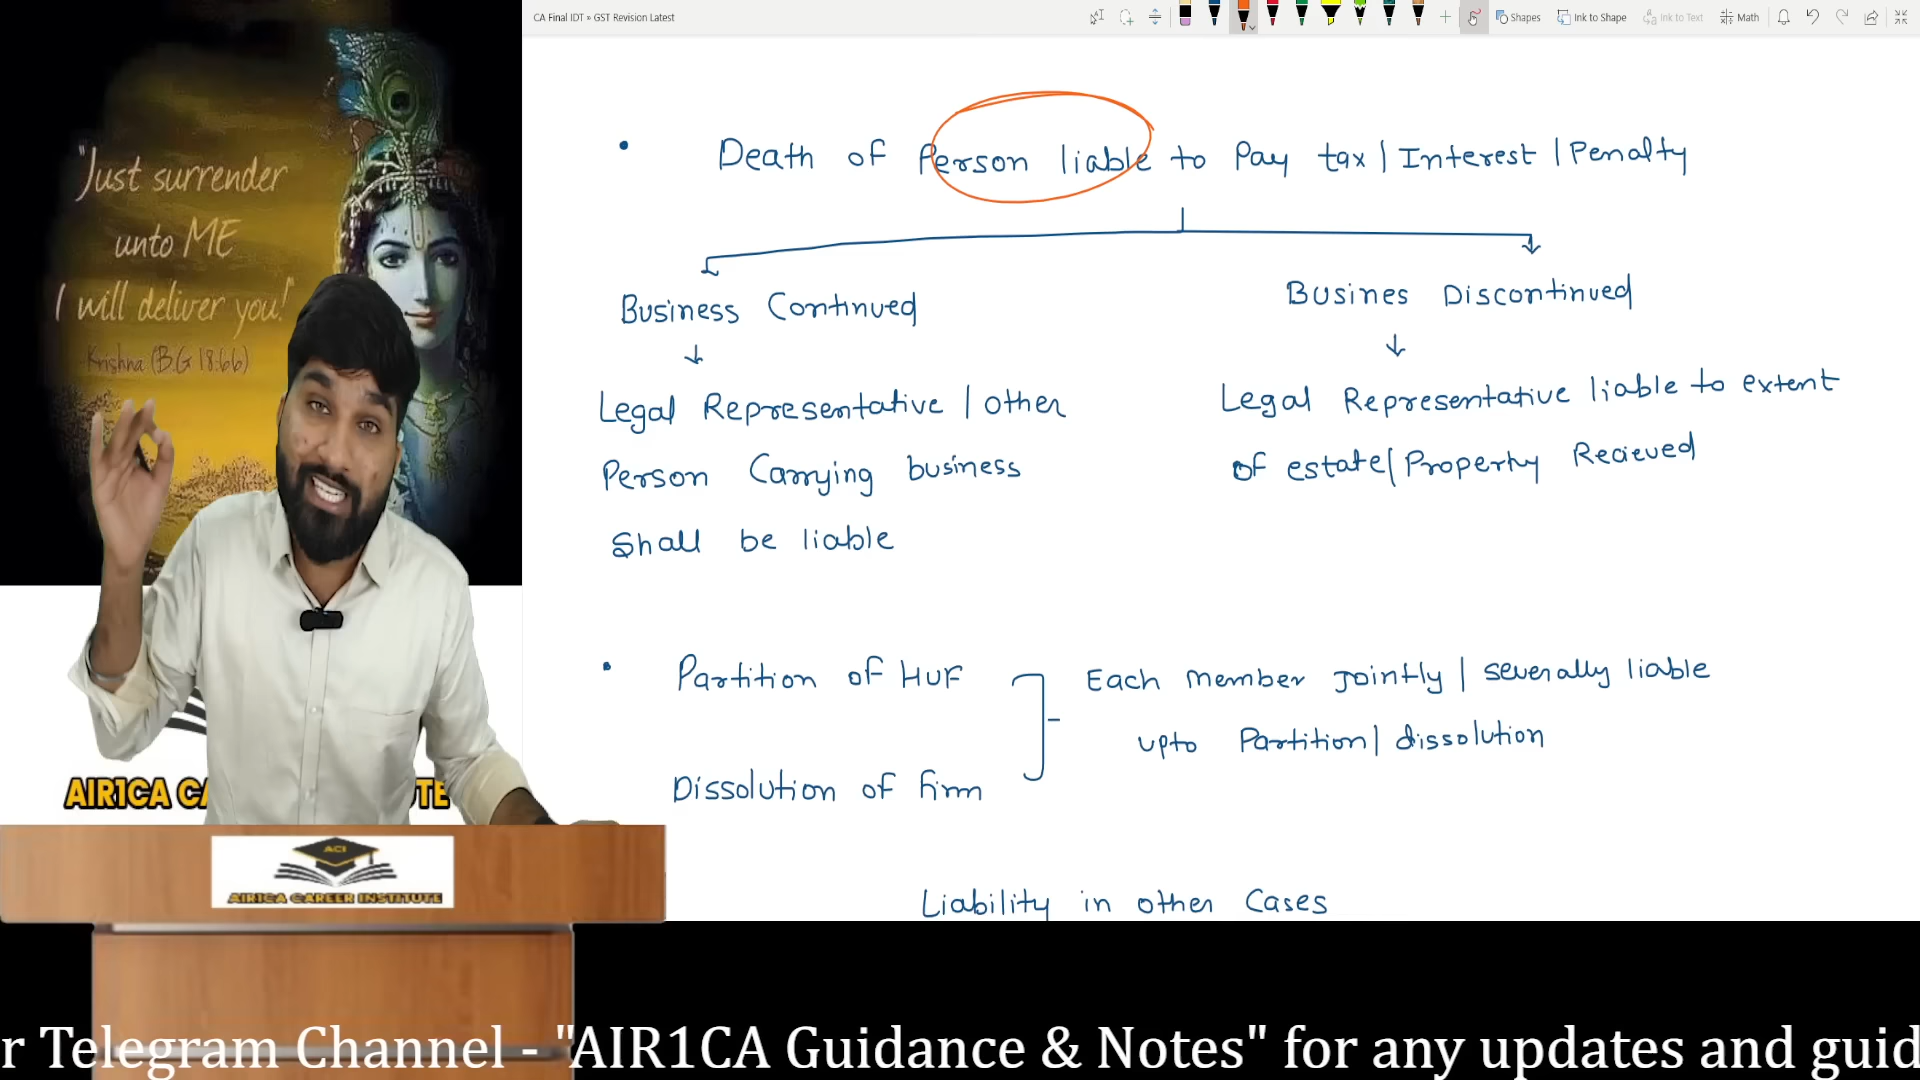 CA Final IDT » GST Revision Latest
Shapes
Ink to Shape
Ink to Text
Math
"Just surrender
unto ME
I will deliver you!"
Krishna (B.G 18:66)
• Death of Person liable to Pay tax | Interest | Penalty
Business Continued
Busines Discontinued
Legal Representative | other
Person Carrying business
Shall be liable
Legal Representative liable to extent
of estate | Property Recieved
• Partition of HUF
Dissolution of firm
Each member Jointly | severally liable
upto Partition | dissolution
Liability in other Cases
AIR1CA CA
TE
ACI
AIR1CA CAREER INSTITUTE
r Telegram Channel - "AIR1CA Guidance & Notes" for any updates and guid